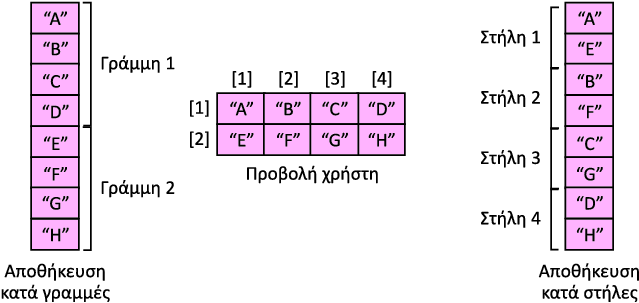 “A”
“B”
“C”
“D”
“E”
“F”
“G”
“H”
Γράμμη 1
Γράμμη 2
Αποθήκευση
κατά γραμμές
[1] [2] [3] [4]
[1] “A” “B” “C” “D”
[2] “E” “F” “G” “H”
Προβολή χρήστη
Στήλη 1
Στήλη 2
Στήλη 3
Στήλη 4
“A”
“E”
“B”
“F”
“C”
“G”
“D”
“H”
Αποθήκευση
κατά στήλες